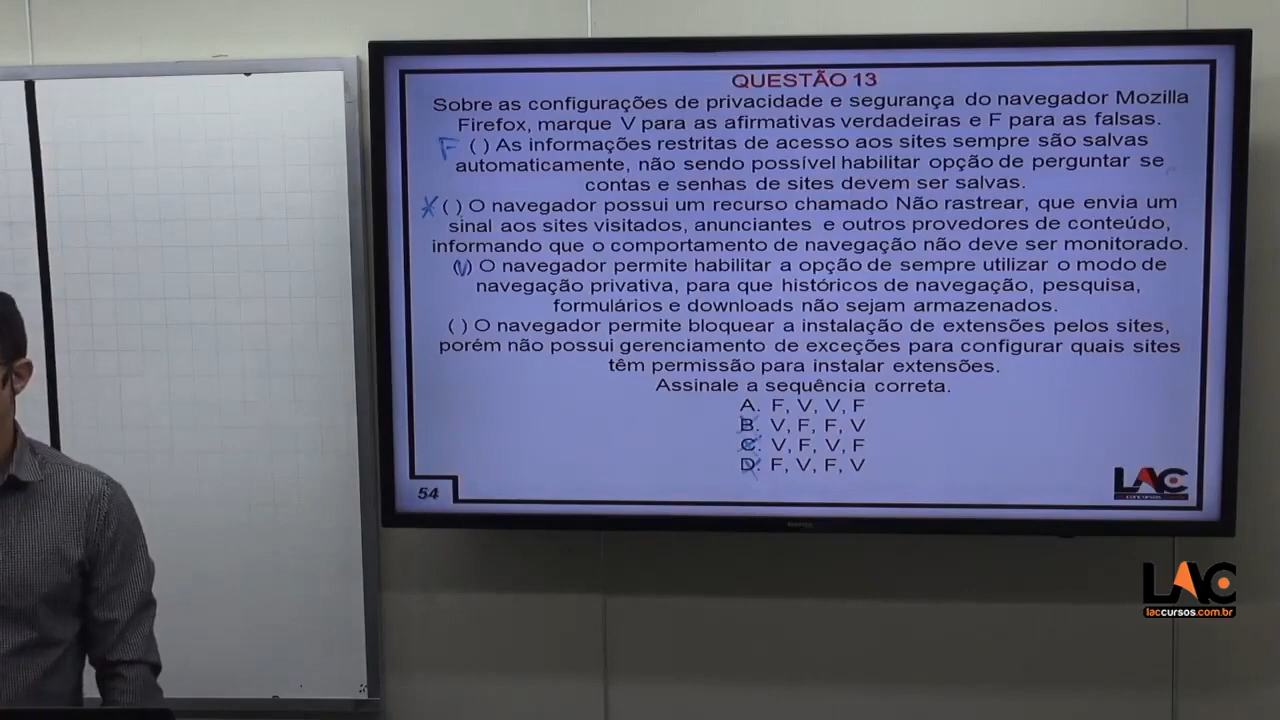 QUESTÃO 13
Sobre as configurações de privacidade e segurança do navegador Mozilla
Firefox, marque V para as afirmativas verdadeiras e F para as falsas.
F ( ) As informações restritas de acesso aos sites sempre são salvas
automaticamente, não sendo possível habilitar opção de perguntar se
contas e senhas de sites devem ser salvas.
( ) O navegador possui um recurso chamado Não rastrear, que envia um
sinal aos sites visitados, anunciantes e outros provedores de conteúdo,
informando que o comportamento de navegação não deve ser monitorado.
(V) O navegador permite habilitar a opção de sempre utilizar o modo de
navegação privativa, para que históricos de navegação, pesquisa,
formulários e downloads não sejam armazenados.
( ) O navegador permite bloquear a instalação de extensões pelos sites,
porém não possui gerenciamento de exceções para configurar quais sites
têm permissão para instalar extensões.
Assinale a sequência correta.
A. F, V, V, F
B. V, F, F, V
C. V, F, V, F
D. F, V, F, V
54
LAC
CONCURSOS
LAC
laccursos.com.br